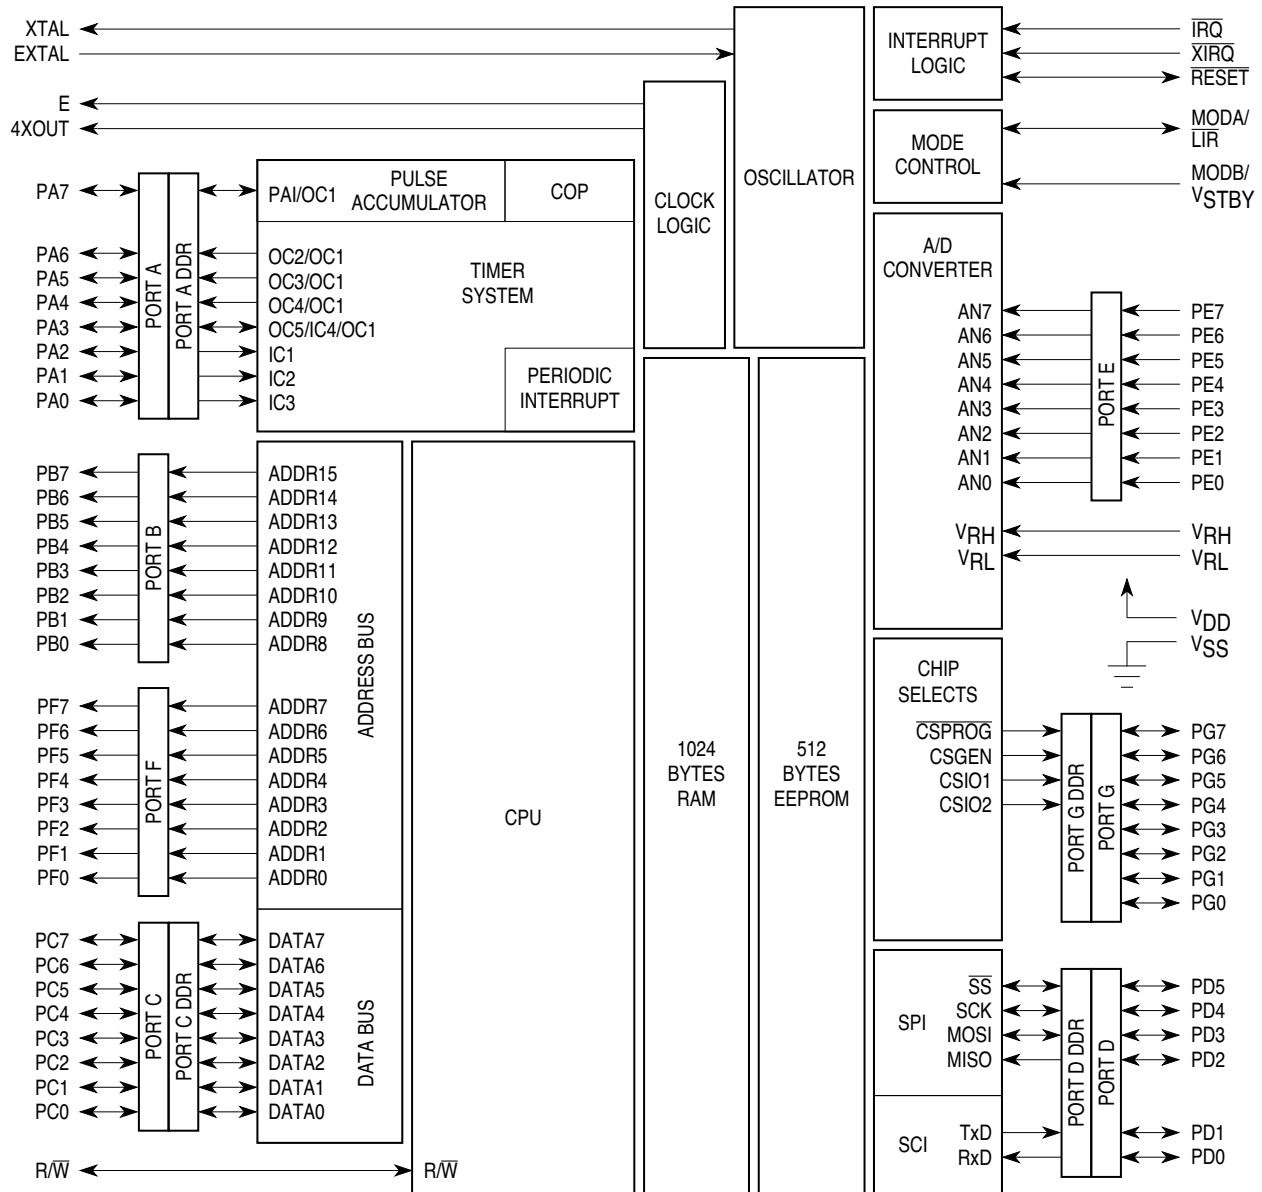 XTAL
EXTAL
E
4XOUT
PA7
PA6
PA5
PA4
PA3
PA2
PA1
PA0
PORT A
PORT A DDR
PAI/OC1
PULSE
ACCUMULATOR
COP
OC2/OC1
OC3/OC1
OC4/OC1
OC5/IC4/OC1
IC1
IC2
IC3
TIMER
SYSTEM
PERIODIC
INTERRUPT
CLOCK
LOGIC
OSCILLATOR
INTERRUPT
LOGIC
IRQ
XIRQ
RESET
MODE
CONTROL
MODA/
LIR
MODB/
VSTBY
A/D
CONVERTER
AN7
AN6
AN5
AN4
AN3
AN2
AN1
AN0
VRH
VRL
PORT E
PE7
PE6
PE5
PE4
PE3
PE2
PE1
PE0
VRH
VRL
VDD
VSS
PB7
PB6
PB5
PB4
PB3
PB2
PB1
PB0
PORT B
ADDR15
ADDR14
ADDR13
ADDR12
ADDR11
ADDR10
ADDR9
ADDR8
ADDRESS BUS
PF7
PF6
PF5
PF4
PF3
PF2
PF1
PF0
PORT F
ADDR7
ADDR6
ADDR5
ADDR4
ADDR3
ADDR2
ADDR1
ADDR0
CPU
1024
BYTES
RAM
512
BYTES
EEPROM
CHIP
SELECTS
CSPROG
CSGEN
CSIO1
CSIO2
PORT G DDR
PORT G
PG7
PG6
PG5
PG4
PG3
PG2
PG1
PG0
PC7
PC6
PC5
PC4
PC3
PC2
PC1
PC0
PORT C
PORT C DDR
DATA7
DATA6
DATA5
DATA4
DATA3
DATA2
DATA1
DATA0
DATA BUS
R/W
R/W
SPI
SS
SCK
MOSI
MISO
SCI
TxD
RxD
PORT D DDR
PORT D
PD5
PD4
PD3
PD2
PD1
PD0